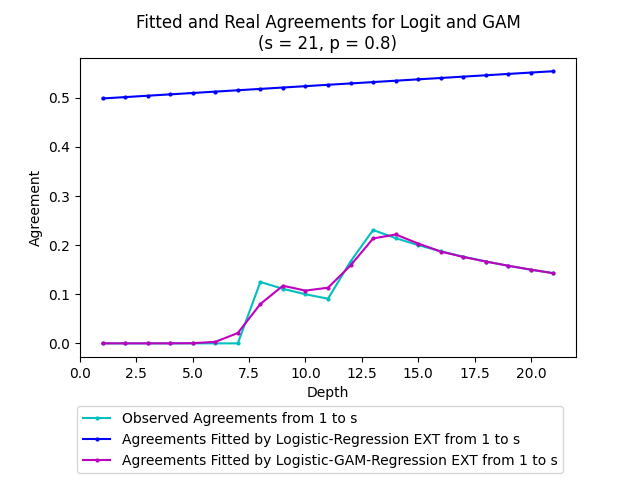 Fitted and Real Agreements for Logit and GAM
(s = 21, p = 0.8)
Agreement
0.5
0.4
0.3
0.2
0.1
0.0
0.0 2.5 5.0 7.5 10.0 12.5 15.0 17.5 20.0
Depth
Observed Agreements from 1 to s
Agreements Fitted by Logistic-Regression EXT from 1 to s
Agreements Fitted by Logistic-GAM-Regression EXT from 1 to s